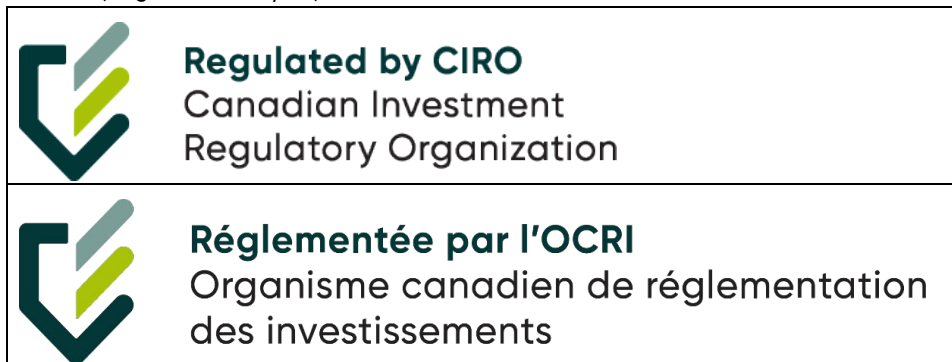 Regulated by CIRO
Canadian Investment
Regulatory Organization
Réglementée par l'OCRI
Organisme canadien de réglementation
des investissements